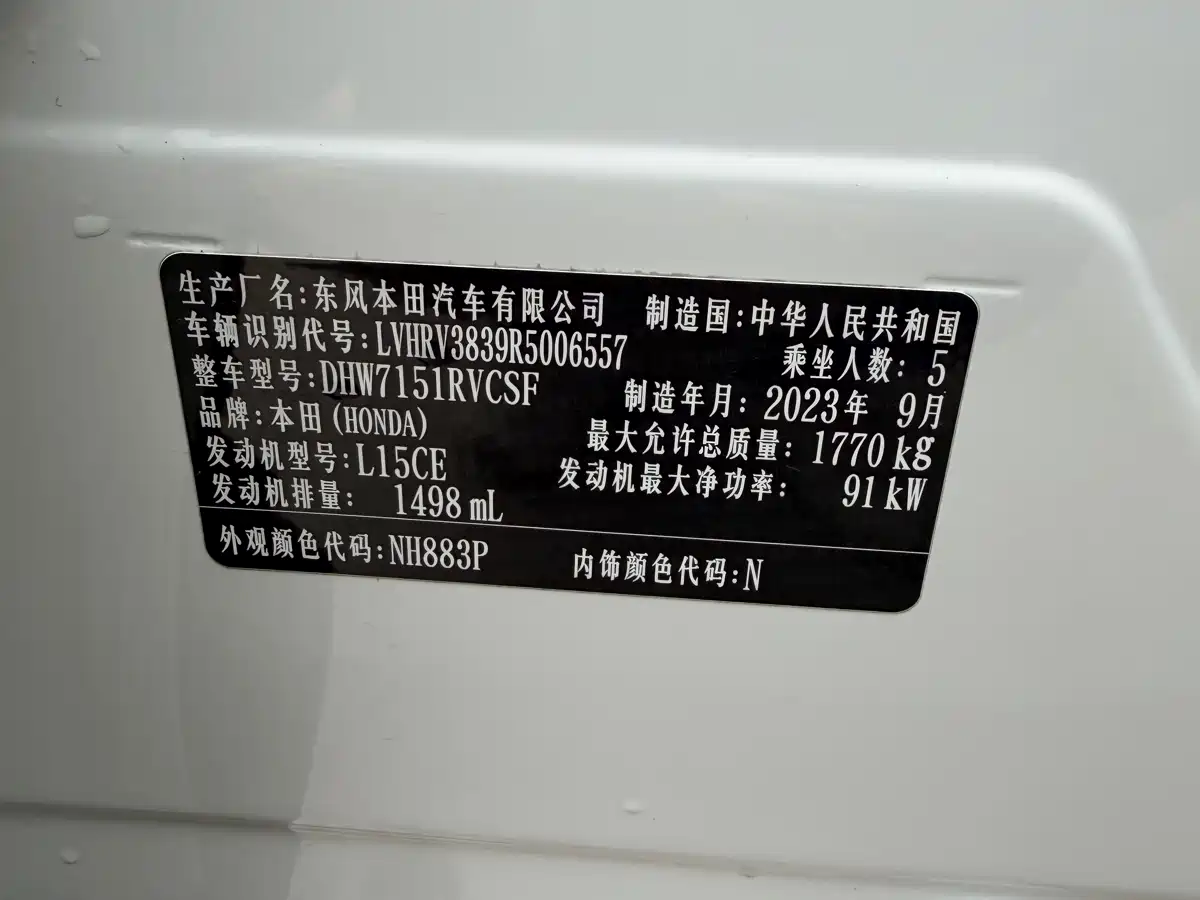 生产厂名:东风本田汽车有限公司 制造国:中华人民共和国
车辆识别代号:LVHRV3839R5006557 乘坐人数: 5
整车型号:DHW7151RVCSF 制造年月: 2023年 9月
品牌:本田(HONDA) 最大允许总质量: 1770 kg
发动机型号:L15CE 发动机最大净功率: 91 kW
发动机排量: 1498 mL
外观颜色代码:NH883P 内饰颜色代码:N